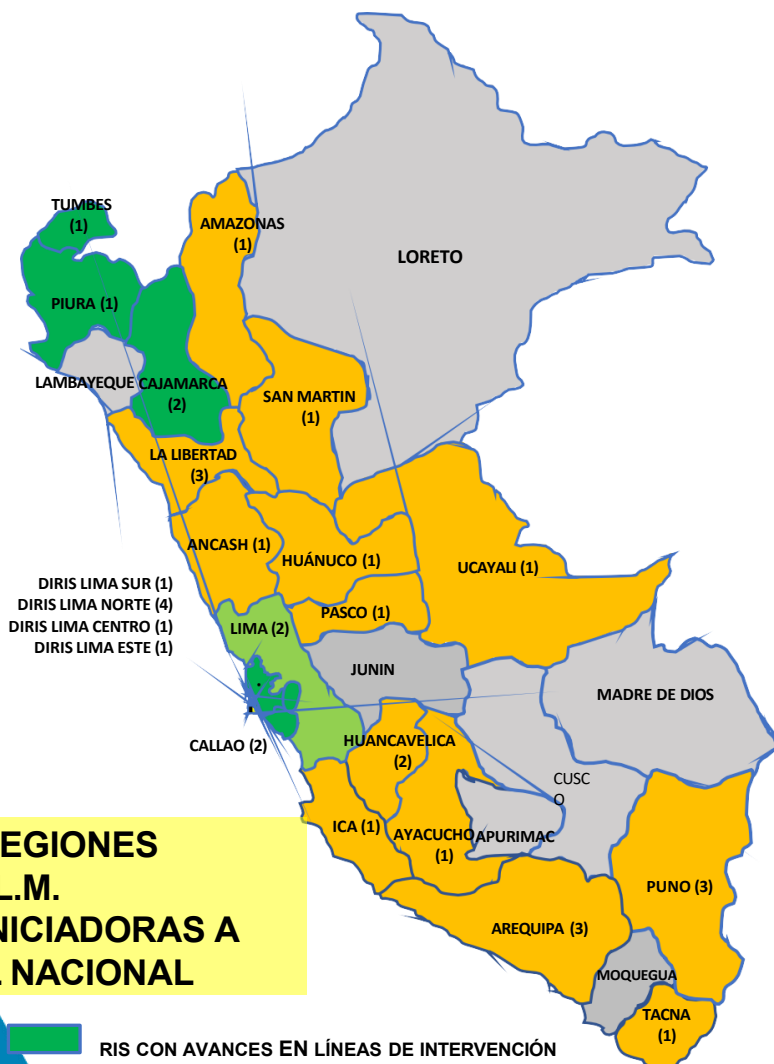 TUMBES
(1)
AMAZONAS
(1)
LORETO
PIURA (1)
LAMBAYEQUE
CAJAMARCA
(2)
SAN MARTIN
(1)
LA LIBERTAD
(3)
ANCASH (1)
HUÁNUCO (1)
UCAYALI (1)
DIRIS LIMA SUR (1)
DIRIS LIMA NORTE (4)
DIRIS LIMA CENTRO (1)
DIRIS LIMA ESTE (1)
PASCO (1)
LIMA (2)
JUNIN
MADRE DE DIOS
CALLAO (2)
HUANCAVELICA
(2)
CUSC
O
ICA (1)
AYACUCHO
(1)
APURIMAC
PUNO (3)
AREQUIPA (3)
MOQUEGUA
TACNA
(1)
EGIONES
L.M.
NICIADORAS A
L NACIONAL
RIS CON AVANCES EN LÍNEAS DE INTERVENCIÓN